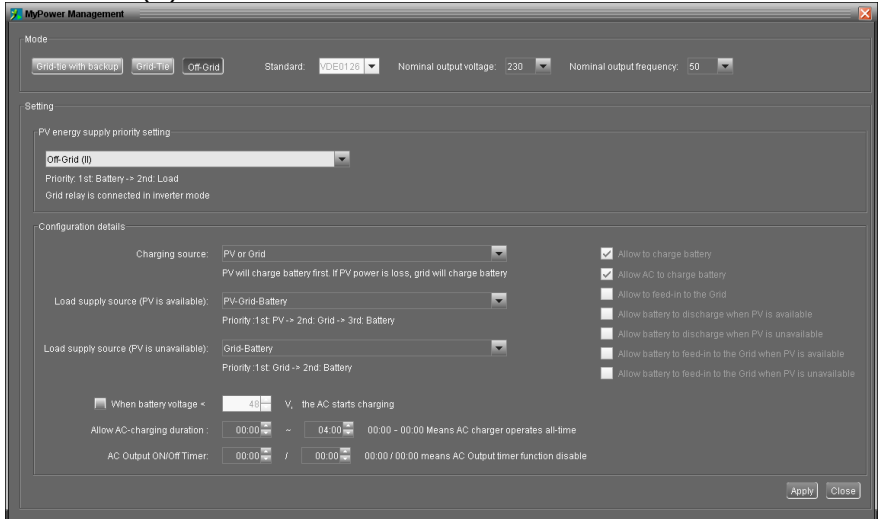 MyPower Management
Mode
Grid-tie with backup Grid-Tie Off-Grid Standard: VDE0126 Nominal output voltage: 230 Nominal output frequency: 50
Setting
PV energy supply priority setting
Off-Grid (II)
Priority: 1st: Battery -> 2nd: Load
Grid relay is connected in inverter mode
Configuration details
Charging source: PV or Grid
PV will charge battery first. If PV power is loss, grid will charge battery
Load supply source (PV is available): PV-Grid-Battery
Priority :1st: PV -> 2nd: Grid -> 3rd: Battery
Load supply source (PV is unavailable): Grid-Battery
Priority :1st: Grid -> 2nd: Battery
Allow to charge battery
Allow AC to charge battery
Allow to feed-in to the Grid
Allow battery to discharge when PV is available
Allow battery to discharge when PV is unavailable
Allow battery to feed-in to the Grid when PV is available
Allow battery to feed-in to the Grid when PV is unavailable
When battery voltage < 48 V, the AC starts charging
Allow AC-charging duration : 00:00 ~ 04:00 00:00 - 00:00 Means AC charger operates all-time
AC Output ON/Off Timer: 00:00 / 00:00 00:00 / 00:00 means AC Output timer function disable
Apply Close